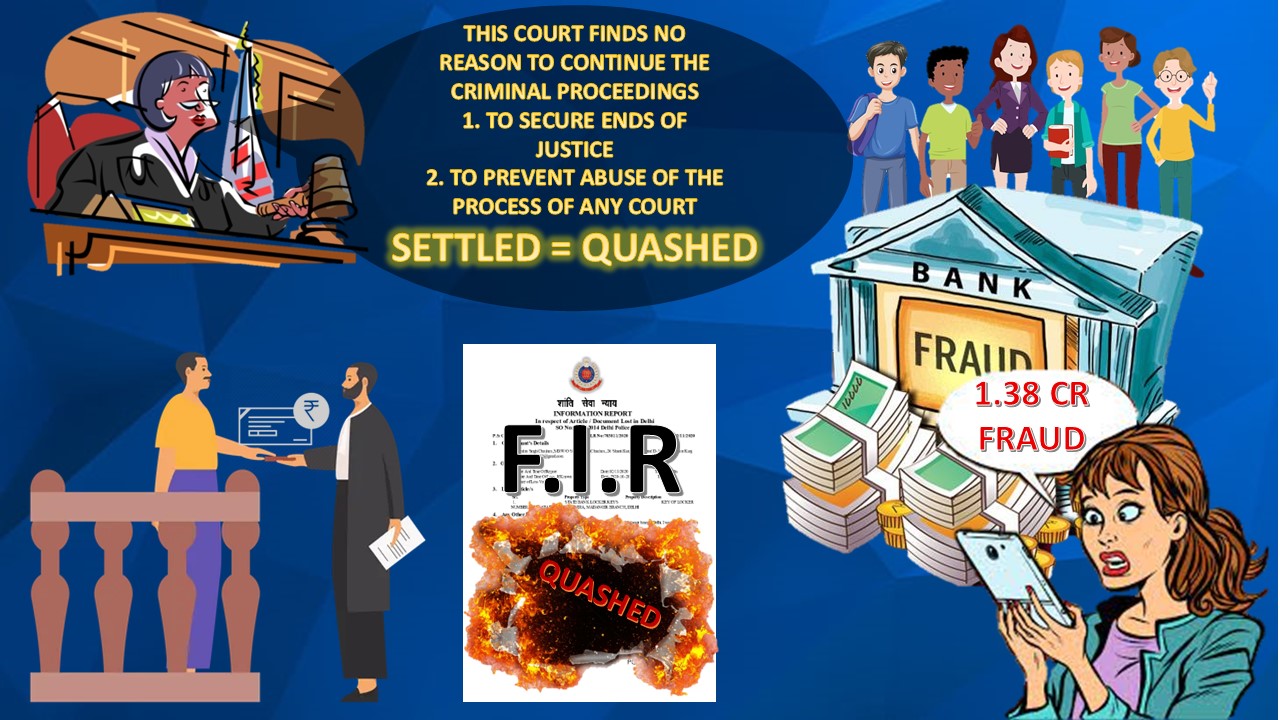 THIS COURT FINDS NO
REASON TO CONTINUE THE
CRIMINAL PROCEEDINGS
1. TO SECURE ENDS OF
JUSTICE
2. TO PREVENT ABUSE OF THE
PROCESS OF ANY COURT
SETTLED = QUASHED
BANK
FRAUD
10000
1.38 CR
FRAUD
₹
शांति सेवा न्याय
INFORMATION REPORT
In respect of Article / Document Lost in Delhi
F.I.R
QUASHED